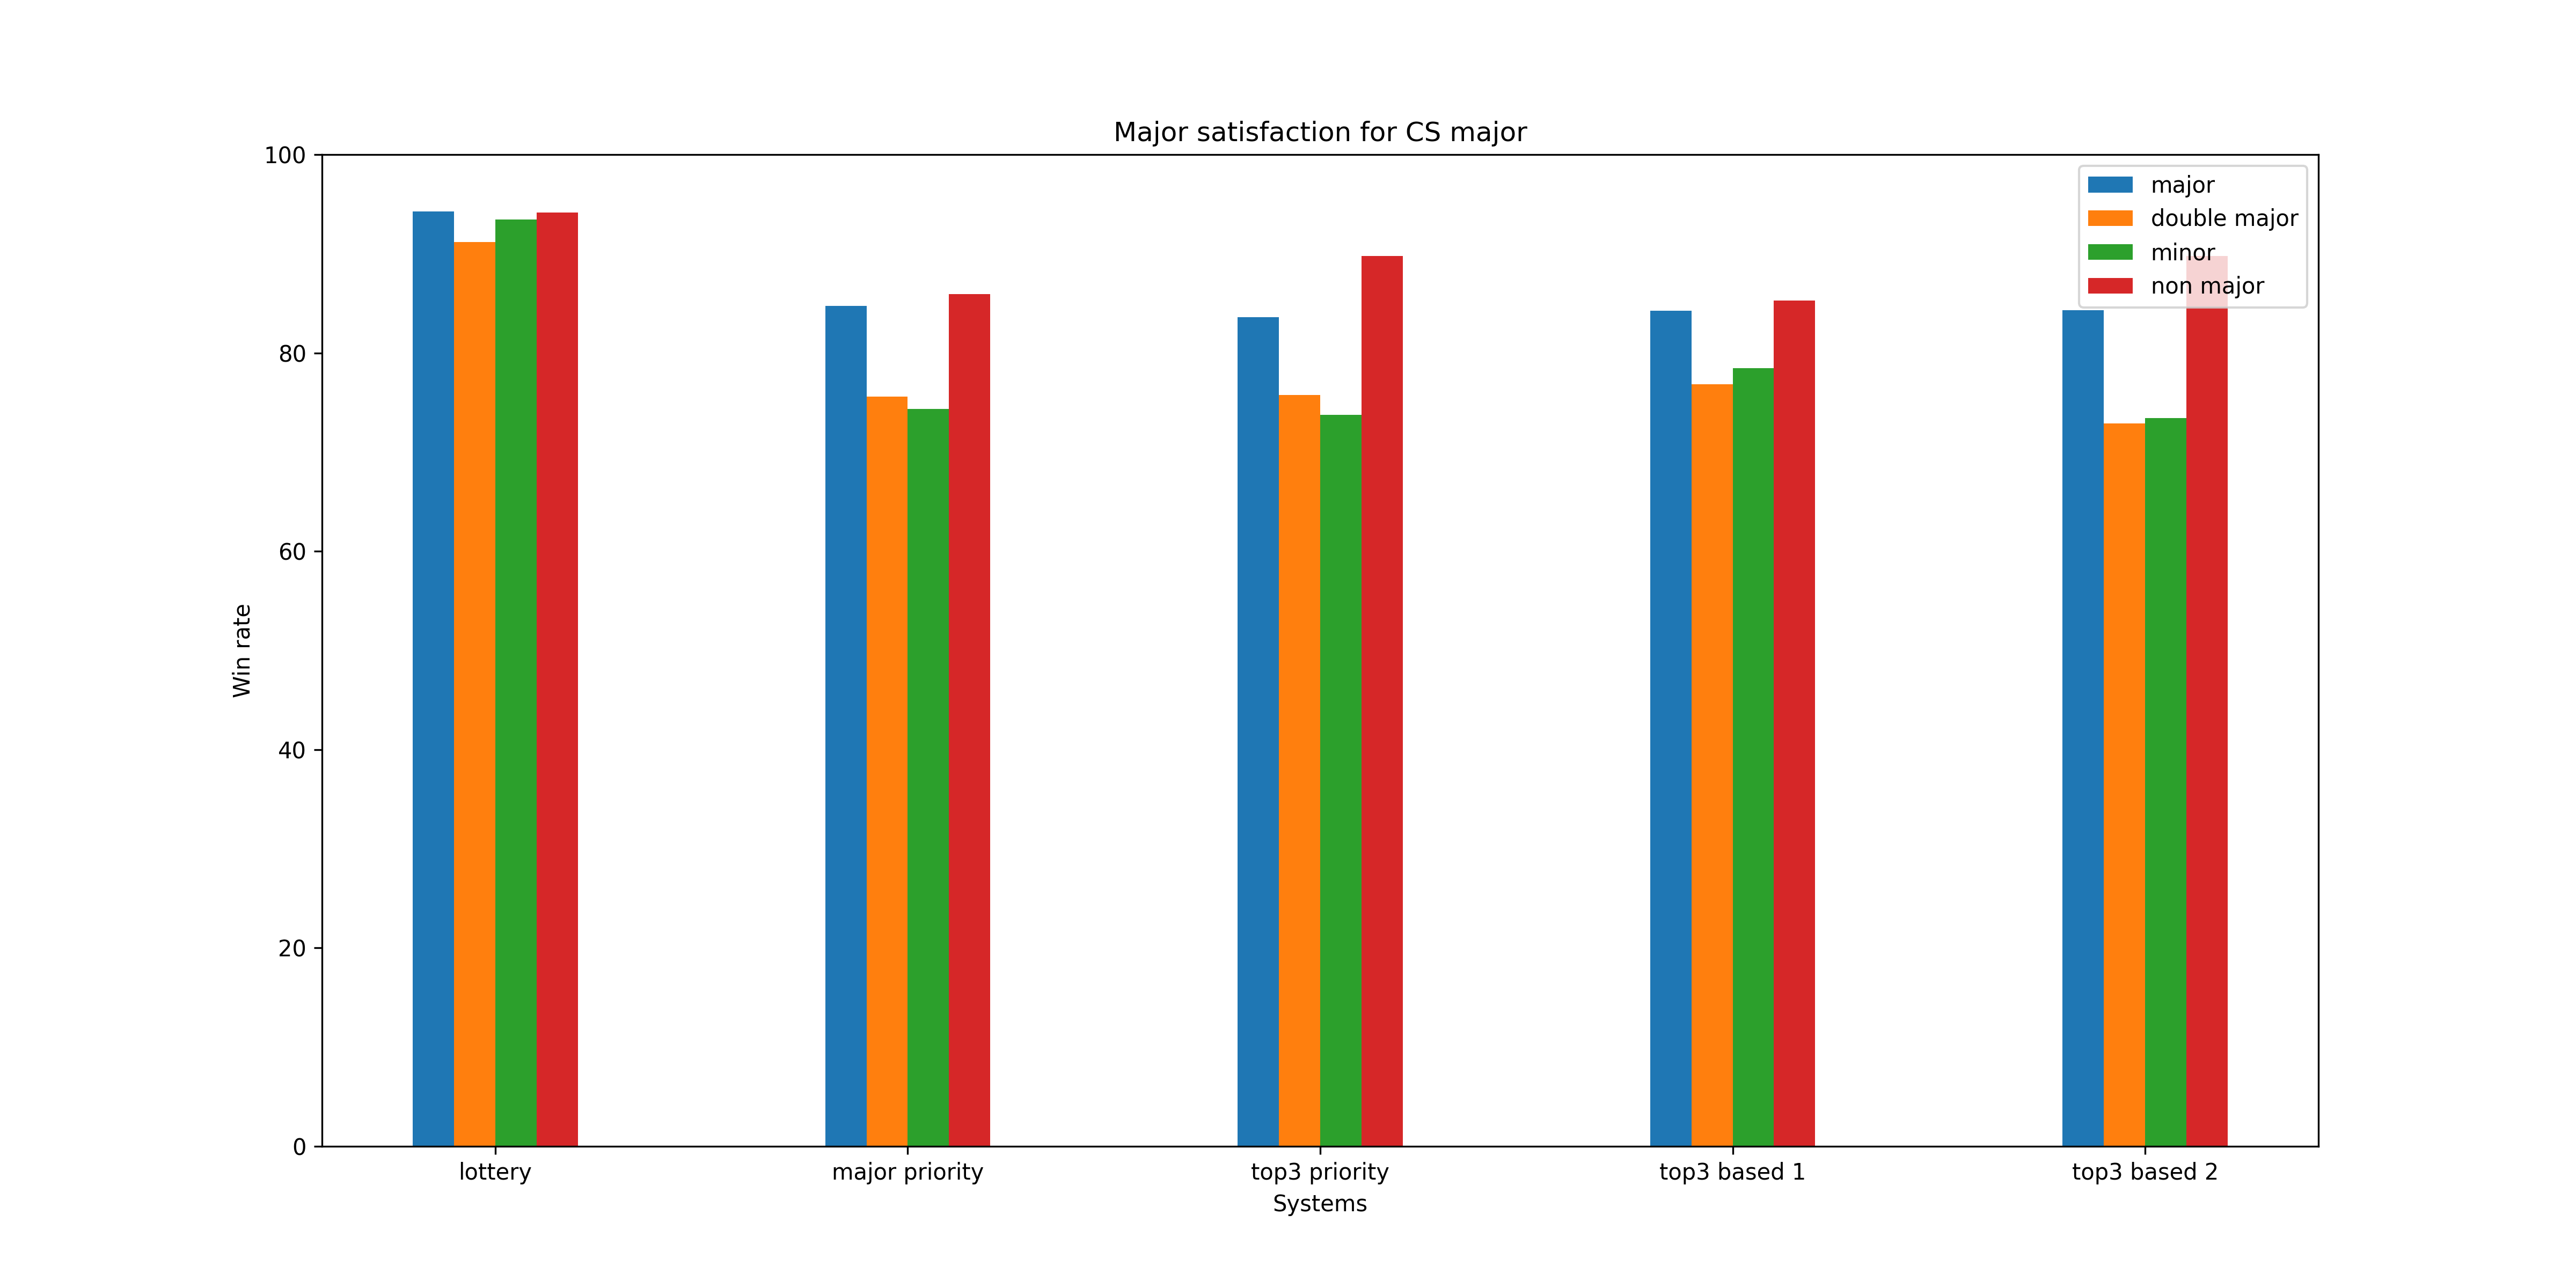 Major satisfaction for CS major
100
80
60
40
20
0
Win rate
major
double major
minor
non major
lottery
major priority
top3 priority
top3 based 1
top3 based 2
Systems